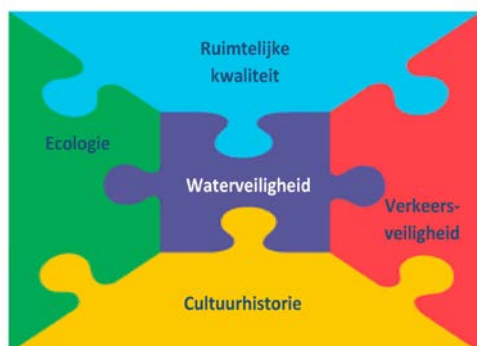 Ruimtelijke
kwaliteit
Ecologie
Waterveiligheid
Verkeers-
veiligheid
Cultuurhistorie